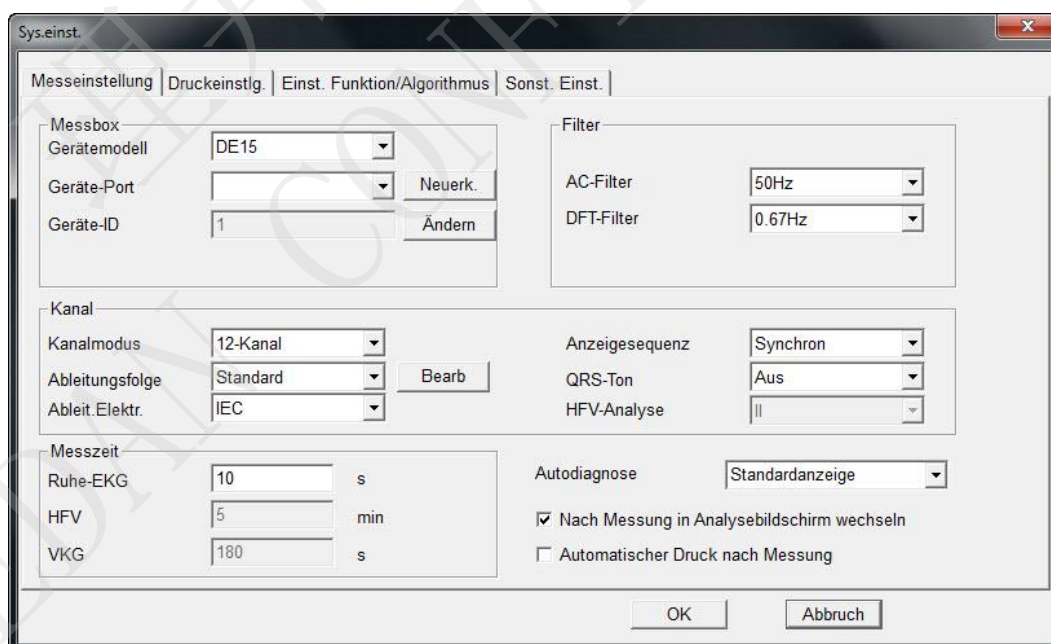 Sys.einst.
x
Messeinstellung Druckeinstlg. Einst. Funktion/Algorithmus Sonst. Einst.
Messbox
Gerätemodell DE15
Geräte-Port Neuerk.
Geräte-ID 1 Ändern
Filter
AC-Filter 50Hz
DFT-Filter 0.67Hz
Kanal
Kanalmodus 12-Kanal Anzeigesequenz Synchron
Ableitungsfolge Standard Bearb QRS-Ton Aus
Ableit.Elektr. IEC HFV-Analyse II
Messzeit
Ruhe-EKG 10 s
HFV 5 min
VKG 180 s
Autodiagnose Standardanzeige
Nach Messung in Analysebildschirm wechseln
Automatischer Druck nach Messung
OK Abbruch